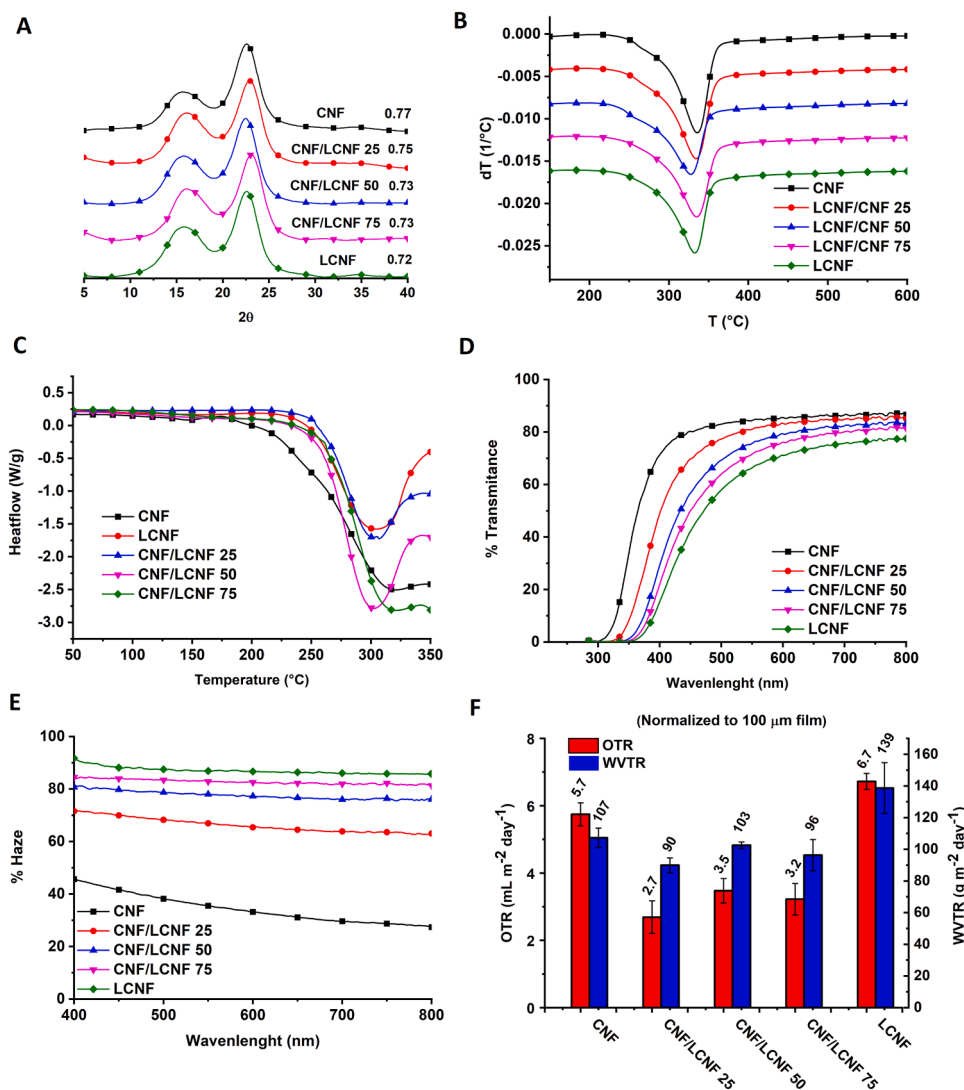 A
CNF 0.77
CNF/LCNF 25 0.75
CNF/LCNF 50 0.73
CNF/LCNF 75 0.73
LCNF 0.72
5 10 15 20 25 30 35 40
2θ
B
0.000
-0.005
-0.010
-0.015
-0.020
-0.025
dT (1/°C)
CNF
LCNF/CNF 25
LCNF/CNF 50
LCNF/CNF 75
LCNF
200 300 400 500 600
T (°C)
C
0.5
0.0
-0.5
-1.0
-1.5
-2.0
-2.5
-3.0
Heatflow (W/g)
CNF
LCNF
CNF/LCNF 25
CNF/LCNF 50
CNF/LCNF 75
50 100 150 200 250 300 350
Temperature (°C)
D
100
80
60
40
20
0
% Transmitance
CNF
CNF/LCNF 25
CNF/LCNF 50
CNF/LCNF 75
LCNF
300 400 500 600 700 800
Wavenlenght (nm)
E
100
80
60
40
20
0
% Haze
CNF
CNF/LCNF 25
CNF/LCNF 50
CNF/LCNF 75
LCNF
400 500 600 700 800
Wavenlenght (nm)
F
(Normalized to 100 μm film)
OTR
WVTR
8
6
4
2
0
OTR (mL m⁻² day⁻¹)
5.7 107
2.7 90
3.5 103
3.2 96
6.7 139
160
140
120
100
80
60
40
20
0
WVTR (g m⁻² day⁻¹)
CNF
CNF/LCNF 25
CNF/LCNF 50
CNF/LCNF 75
LCNF